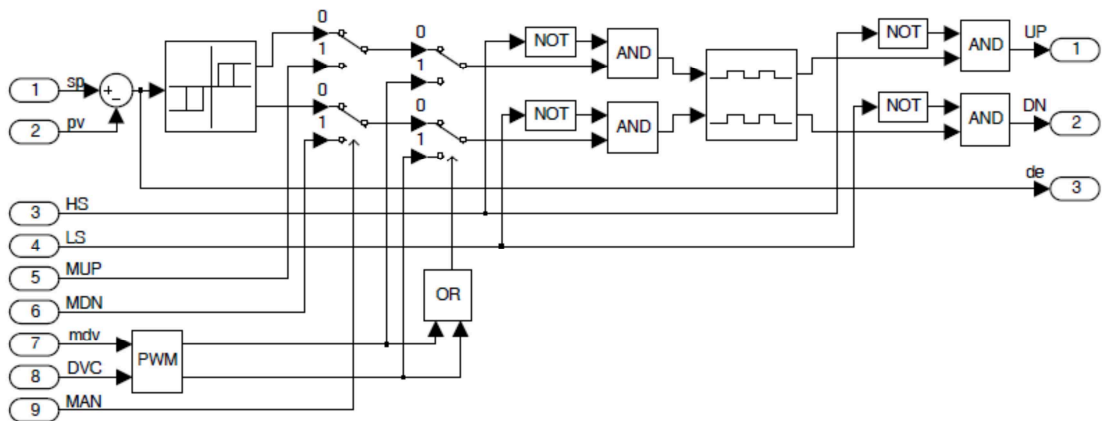 0
1
0
1
0
1
0
1
NOT
AND
NOT
AND
NOT
AND
UP
1
NOT
AND
DN
2
1
sp
+
−
2
pv
de
3
3
HS
4
LS
5
MUP
6
MDN
OR
7
mdv
PWM
8
DVC
9
MAN